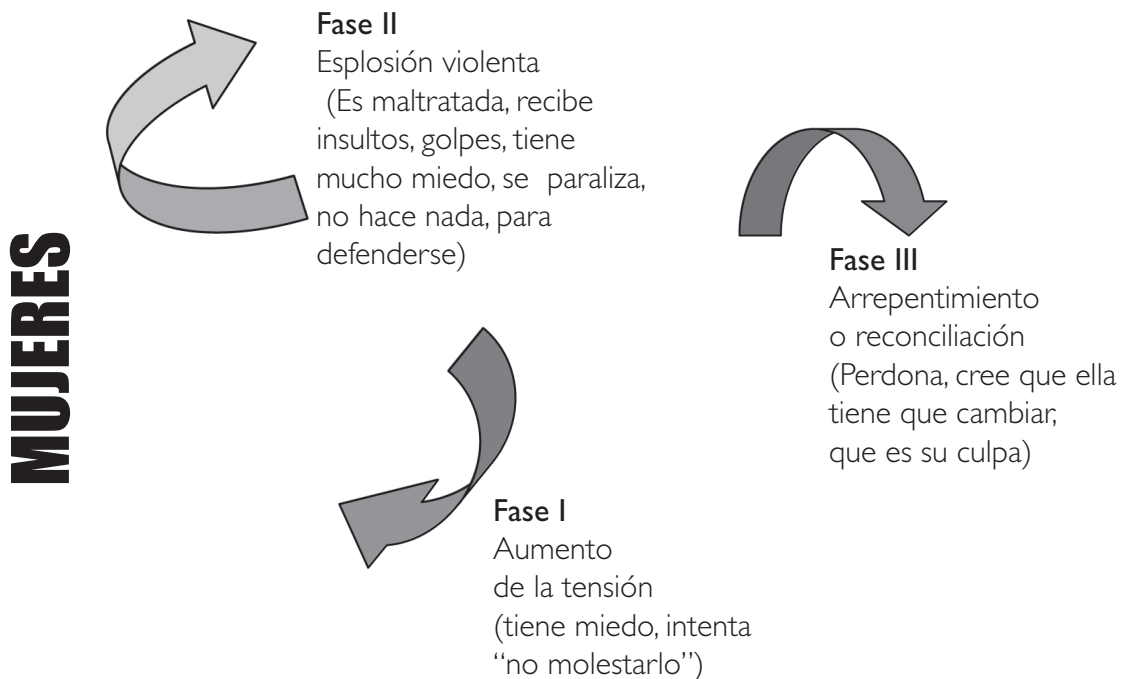 MUJERES
Fase II
Esplosión violenta
(Es maltratada, recibe
insultos, golpes, tiene
mucho miedo, se paraliza,
no hace nada, para
defenderse)
Fase III
Arrepentimiento
o reconciliación
(Perdona, cree que ella
tiene que cambiar,
que es su culpa)
Fase I
Aumento
de la tensión
(tiene miedo, intenta
“no molestarlo”)